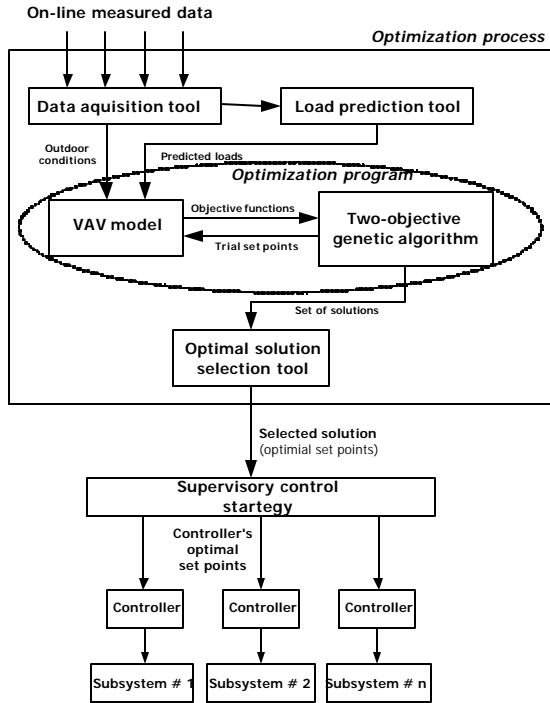 On-line measured data
Optimization process
Data aquisition tool
Load prediction tool
Outdoor
conditions
Predicted loads
Optimization program
VAV model
Objective functions
Trial set points
Two-objective
genetic algorithm
Set of solutions
Optimal solution
selection tool
Selected solution
(optimial set points)
Supervisory control
startegy
Controller's
optimal
set points
Controller
Controller
Controller
Subsystem # 1
Subsystem # 2
Subsystem # n